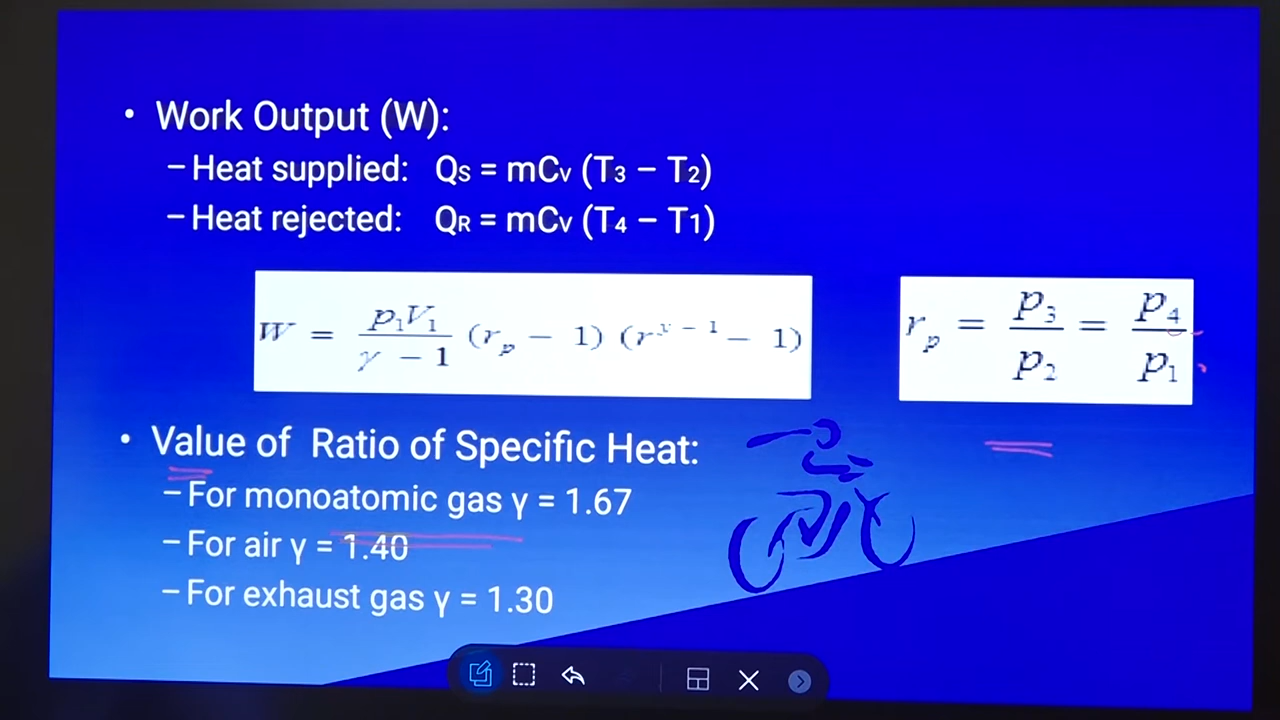 • Work Output (W):
– Heat supplied: Qs = mCv (T3 – T2)
– Heat rejected: QR = mCv (T4 – T1)
W = p₁V₁ / γ – 1 (rₚ – 1) (r^γ – 1 – 1)
rₚ = p₃ / p₂ = p₄ / p₁
• Value of Ratio of Specific Heat:
– For monoatomic gas γ = 1.67
– For air γ = 1.40
– For exhaust gas γ = 1.30